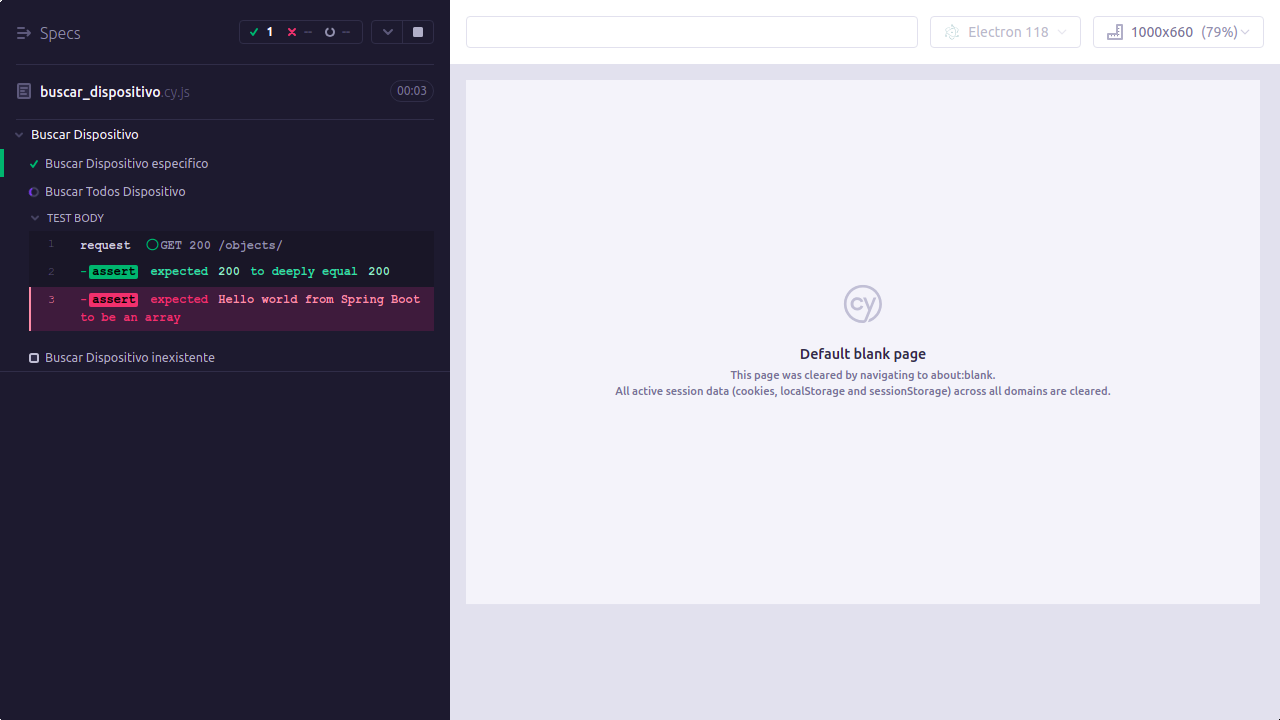 Specs
1 -- --
Electron 118
1000x660 (79%)
buscar_dispositivo.cy.js
00:03
Buscar Dispositivo
Buscar Dispositivo especifico
Buscar Todos Dispositivo
TEST BODY
1 request GET 200 /objects/
2 -assert expected 200 to deeply equal 200
3 -assert expected Hello world from Spring Boot
to be an array
Buscar Dispositivo inexistente
cy
Default blank page
This page was cleared by navigating to about:blank.
All active session data (cookies, localStorage and sessionStorage) across all domains are cleared.